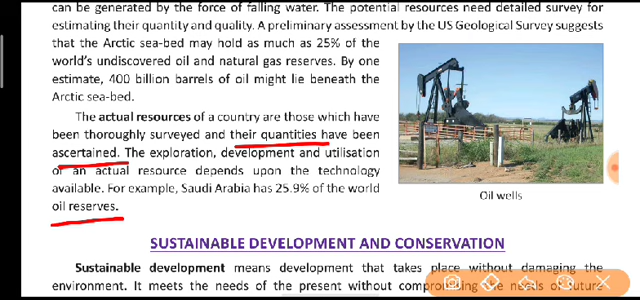 can be generated by the force of falling water. The potential resources need detailed survey for
estimating their quantity and quality. A preliminary assessment by the US Geological Survey suggests
that the Arctic sea-bed may hold as much as 25% of the
world's undiscovered oil and natural gas reserves. By one
estimate, 400 billion barrels of oil might lie beneath the
Arctic sea-bed.
The actual resources of a country are those which have
been thoroughly surveyed and their quantities have been
ascertained. The exploration, development and utilisation
of an actual resource depends upon the technology
available. For example, Saudi Arabia has 25.9% of the world
oil reserves.
Oil wells
SUSTAINABLE DEVELOPMENT AND CONSERVATION
Sustainable development means development that takes place without damaging the
environment. It meets the needs of the present without compromising the needs of future